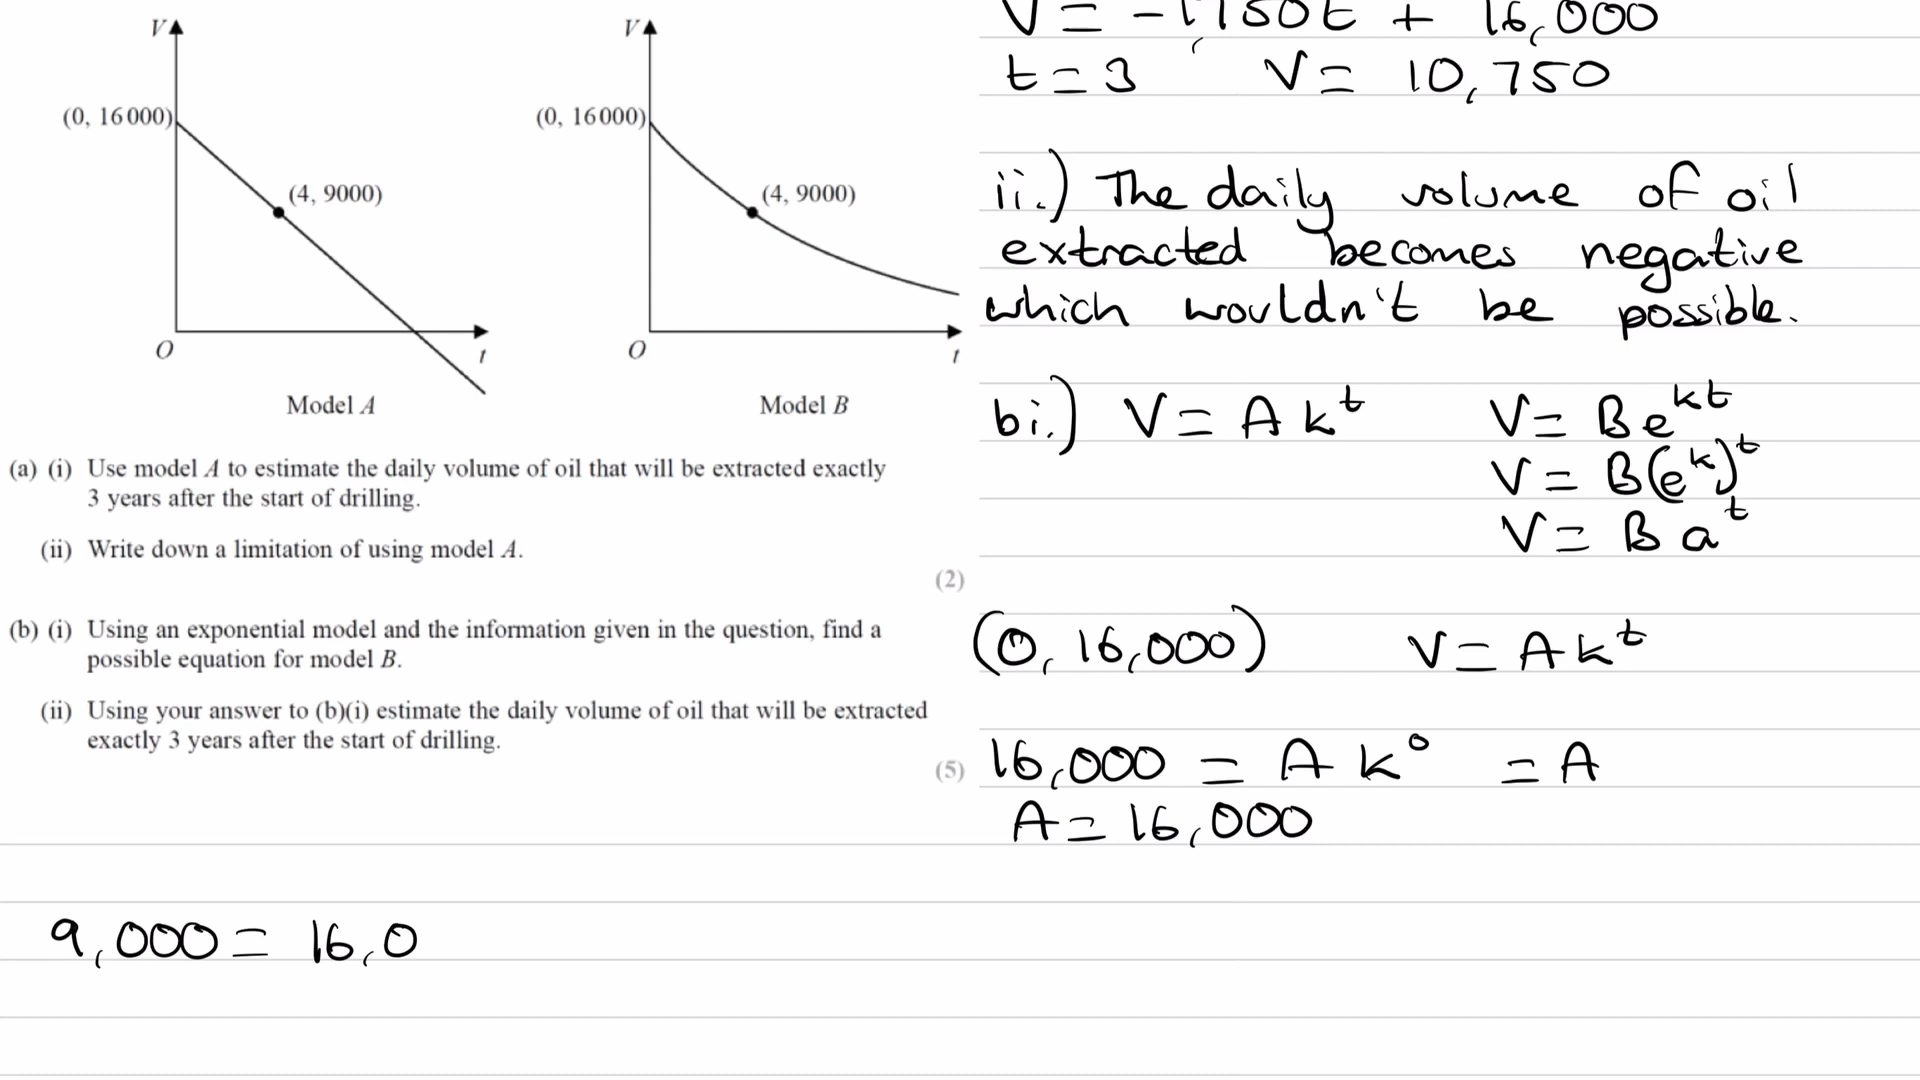 V
(0, 16000)
(4, 9000)
O
t
Model A
V
(0, 16000)
(4, 9000)
O
t
Model B
(a) (i) Use model A to estimate the daily volume of oil that will be extracted exactly
3 years after the start of drilling.
(ii) Write down a limitation of using model A.
(2)
(b) (i) Using an exponential model and the information given in the question, find a
possible equation for model B.
(ii) Using your answer to (b)(i) estimate the daily volume of oil that will be extracted
exactly 3 years after the start of drilling.
(5)
9,000 = 16,0
V = -1,750t + 16,000
t = 3 V = 10,750
ii.) The daily volume of oil
extracted becomes negative
which wouldn't be possible.
bi.) V = Ak^t V = Be^kt
V = B(e^k)^t
V = Ba^t
(0, 16,000) V = Ak^t
16,000 = Ak^0 = A
A = 16,000